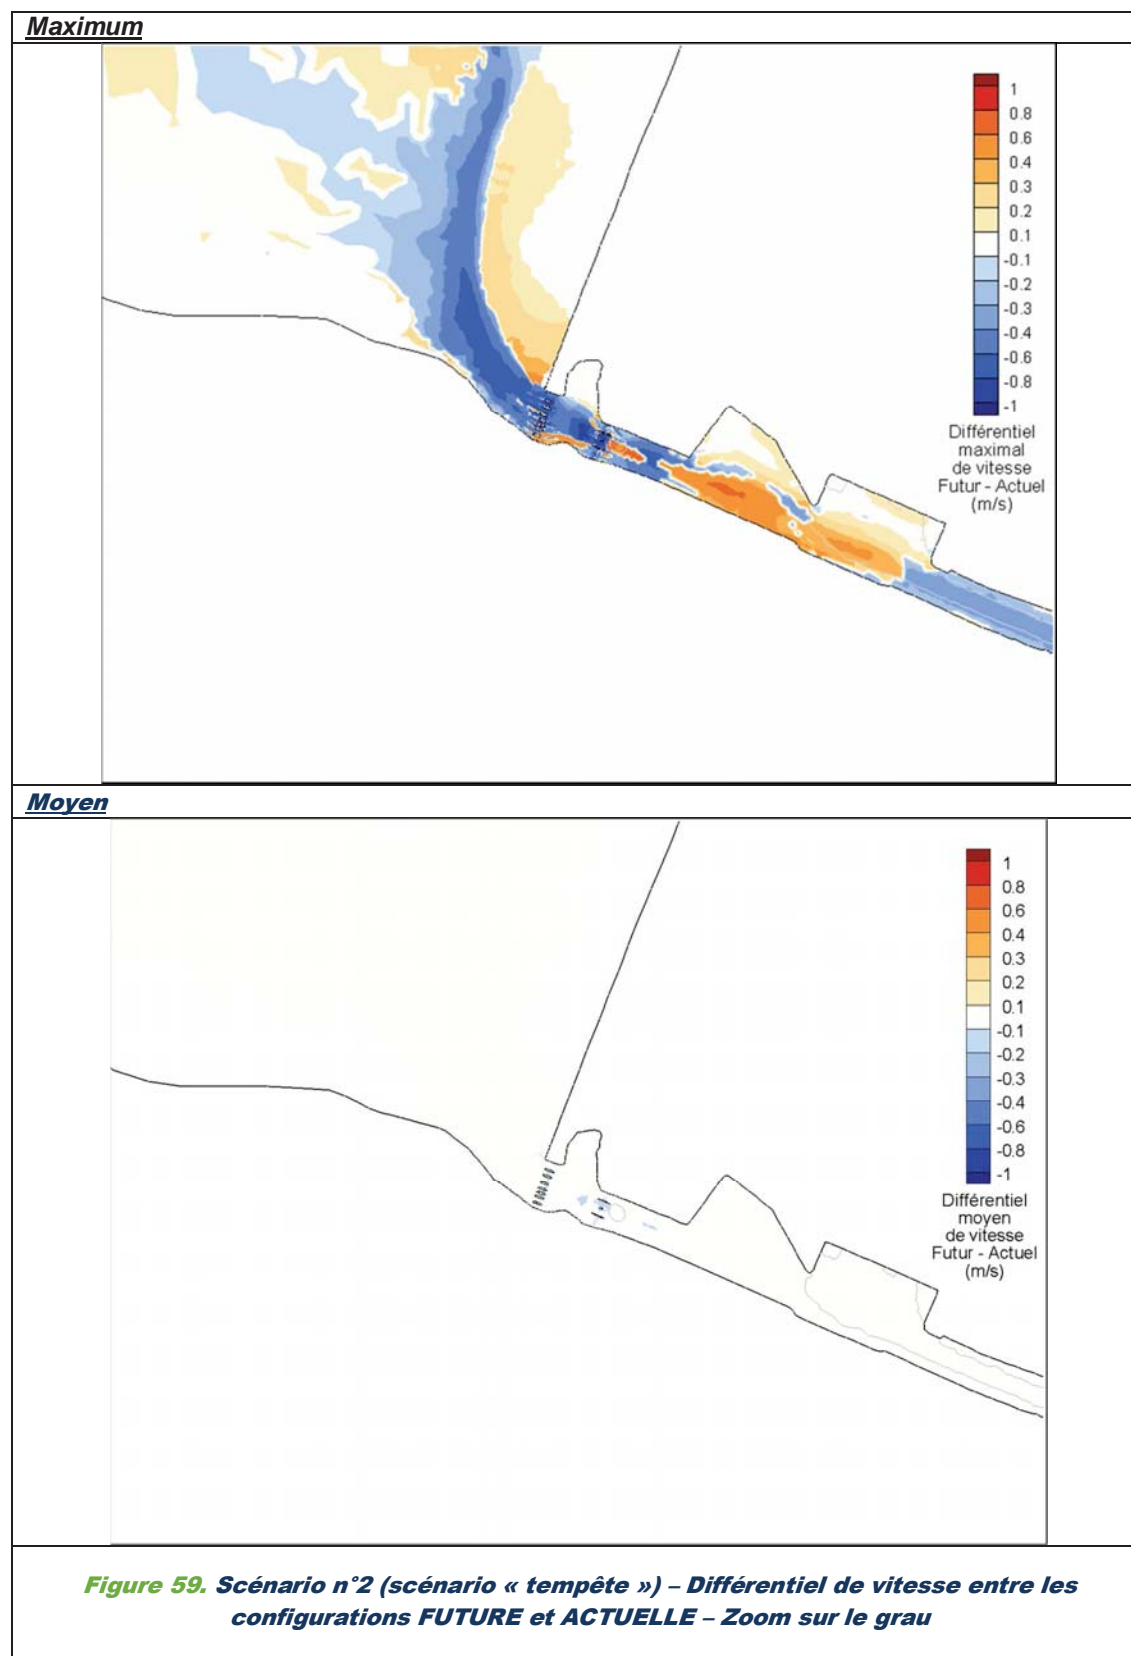 Maximum
1
0.8
0.6
0.4
0.3
0.2
0.1
-0.1
-0.2
-0.3
-0.4
-0.6
-0.8
-1
Différentiel
maximal
de vitesse
Futur - Actuel
(m/s)
Moyen
1
0.8
0.6
0.4
0.3
0.2
0.1
-0.1
-0.2
-0.3
-0.4
-0.6
-0.8
-1
Différentiel
moyen
de vitesse
Futur - Actuel
(m/s)
Figure 59. Scénario n°2 (scénario « tempête ») – Différentiel de vitesse entre les
configurations FUTURE et ACTUELLE – Zoom sur le grau